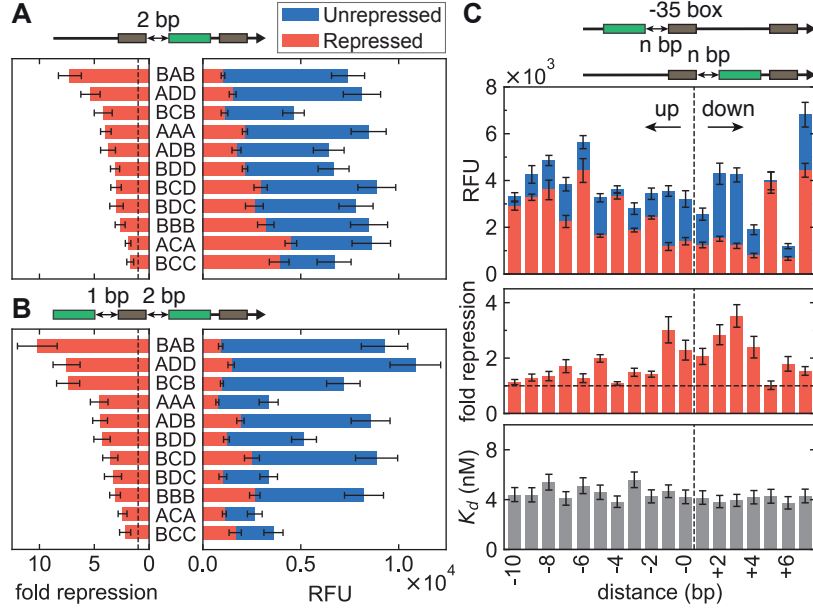 A
2 bp
Unrepressed
Repressed
BAB
ADD
BCB
AAA
ADB
BDD
BCD
BDC
BBB
ACA
BCC
B
1 bp 2 bp
BAB
ADD
BCB
AAA
ADB
BDD
BCD
BDC
BBB
ACA
BCC
10 5 0
fold repression
0.0 0.5 1.0
×10⁴
RFU
C
-35 box
n bp
n bp
×10³
up down
8
6
4
2
0
RFU
4
2
0
fold repression
8
4
0
K_d (nM)
-10 -8 -6 -4 -2 -0 +2 +4 +6
distance (bp)